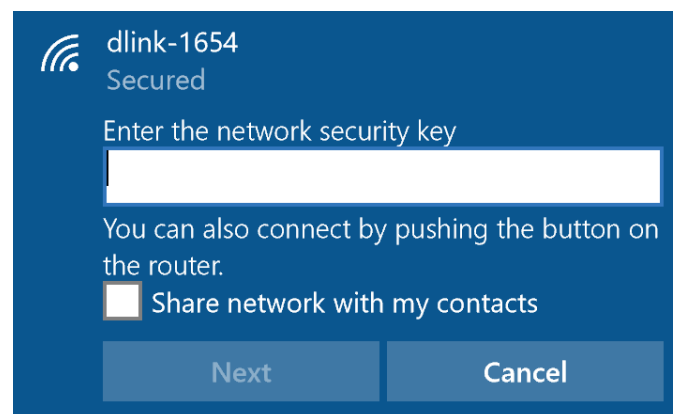 dlink-1654
Secured
Enter the network security key
You can also connect by pushing the button on
the router.
Share network with my contacts
Next
Cancel